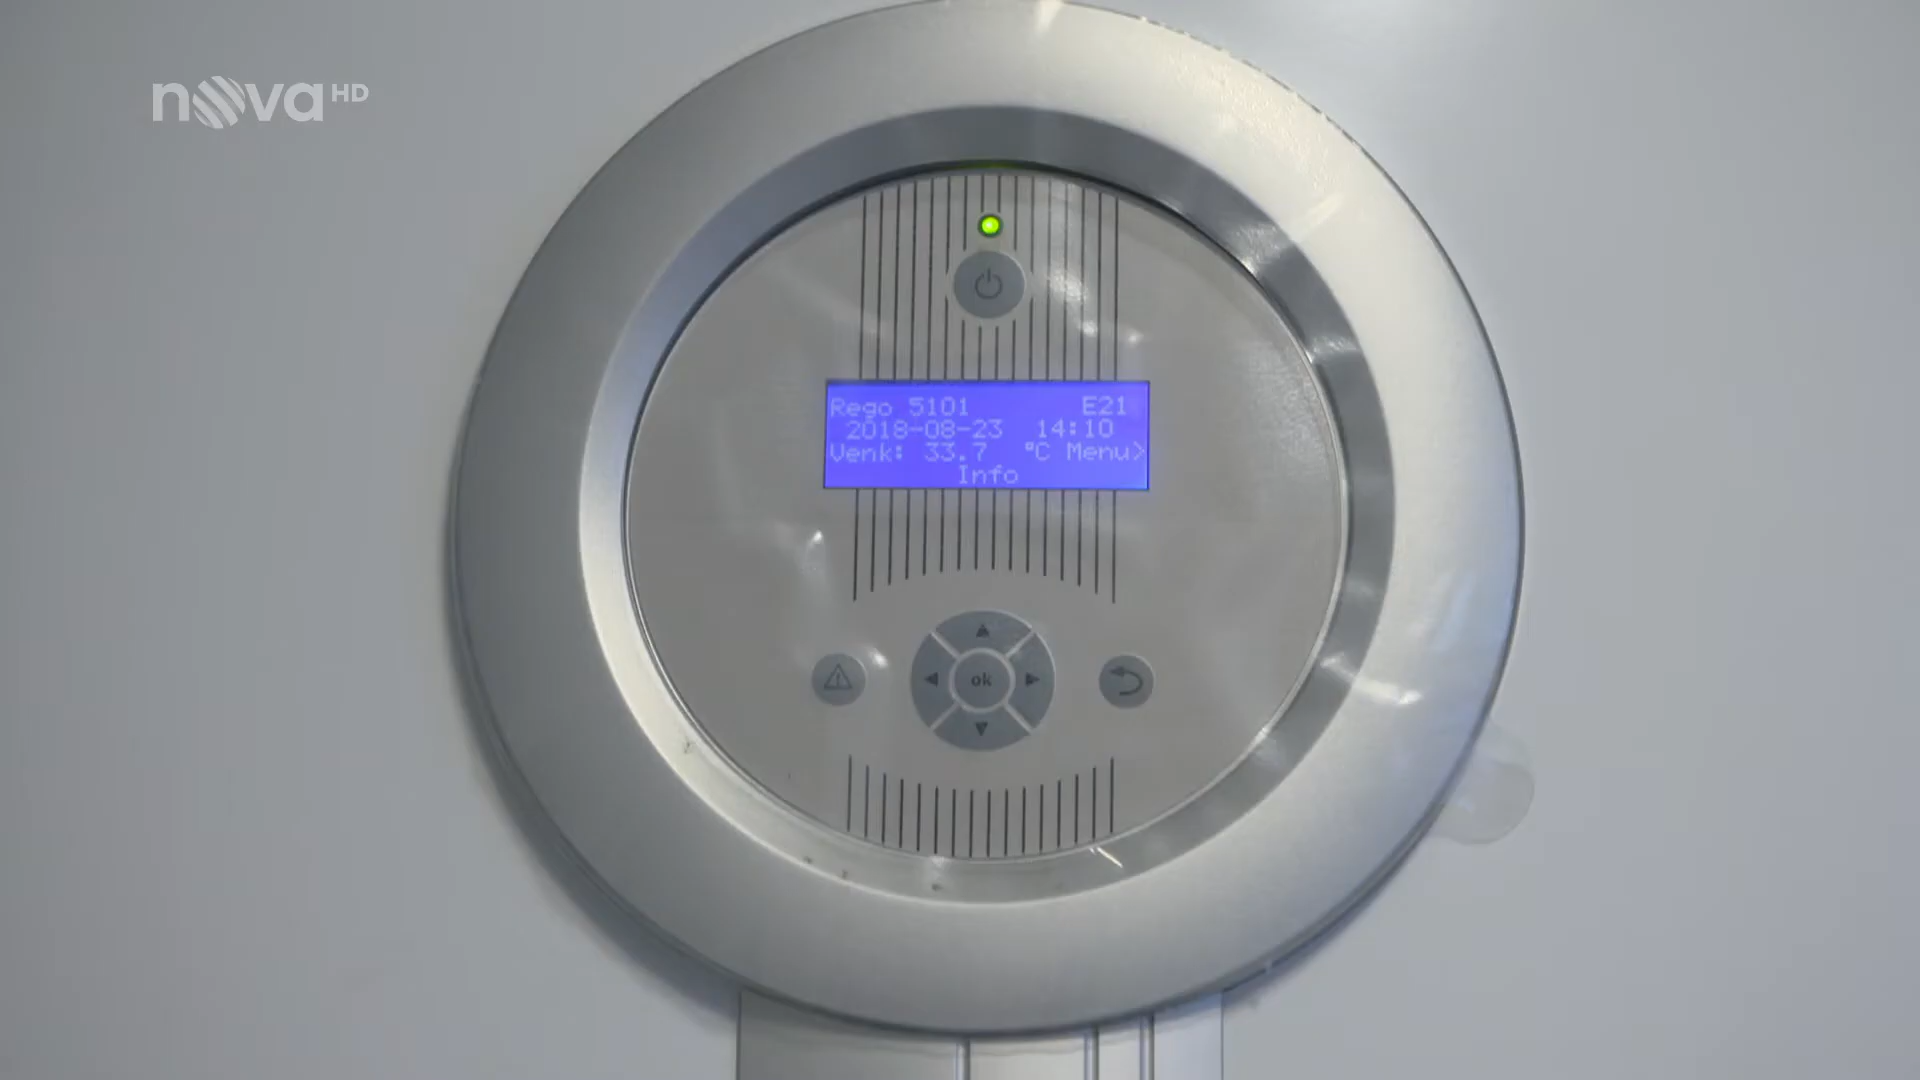 nova HD
Rego 5101 E21
2018-08-23 14:10
Venk: 33.7 °C Menu>
Info
ok